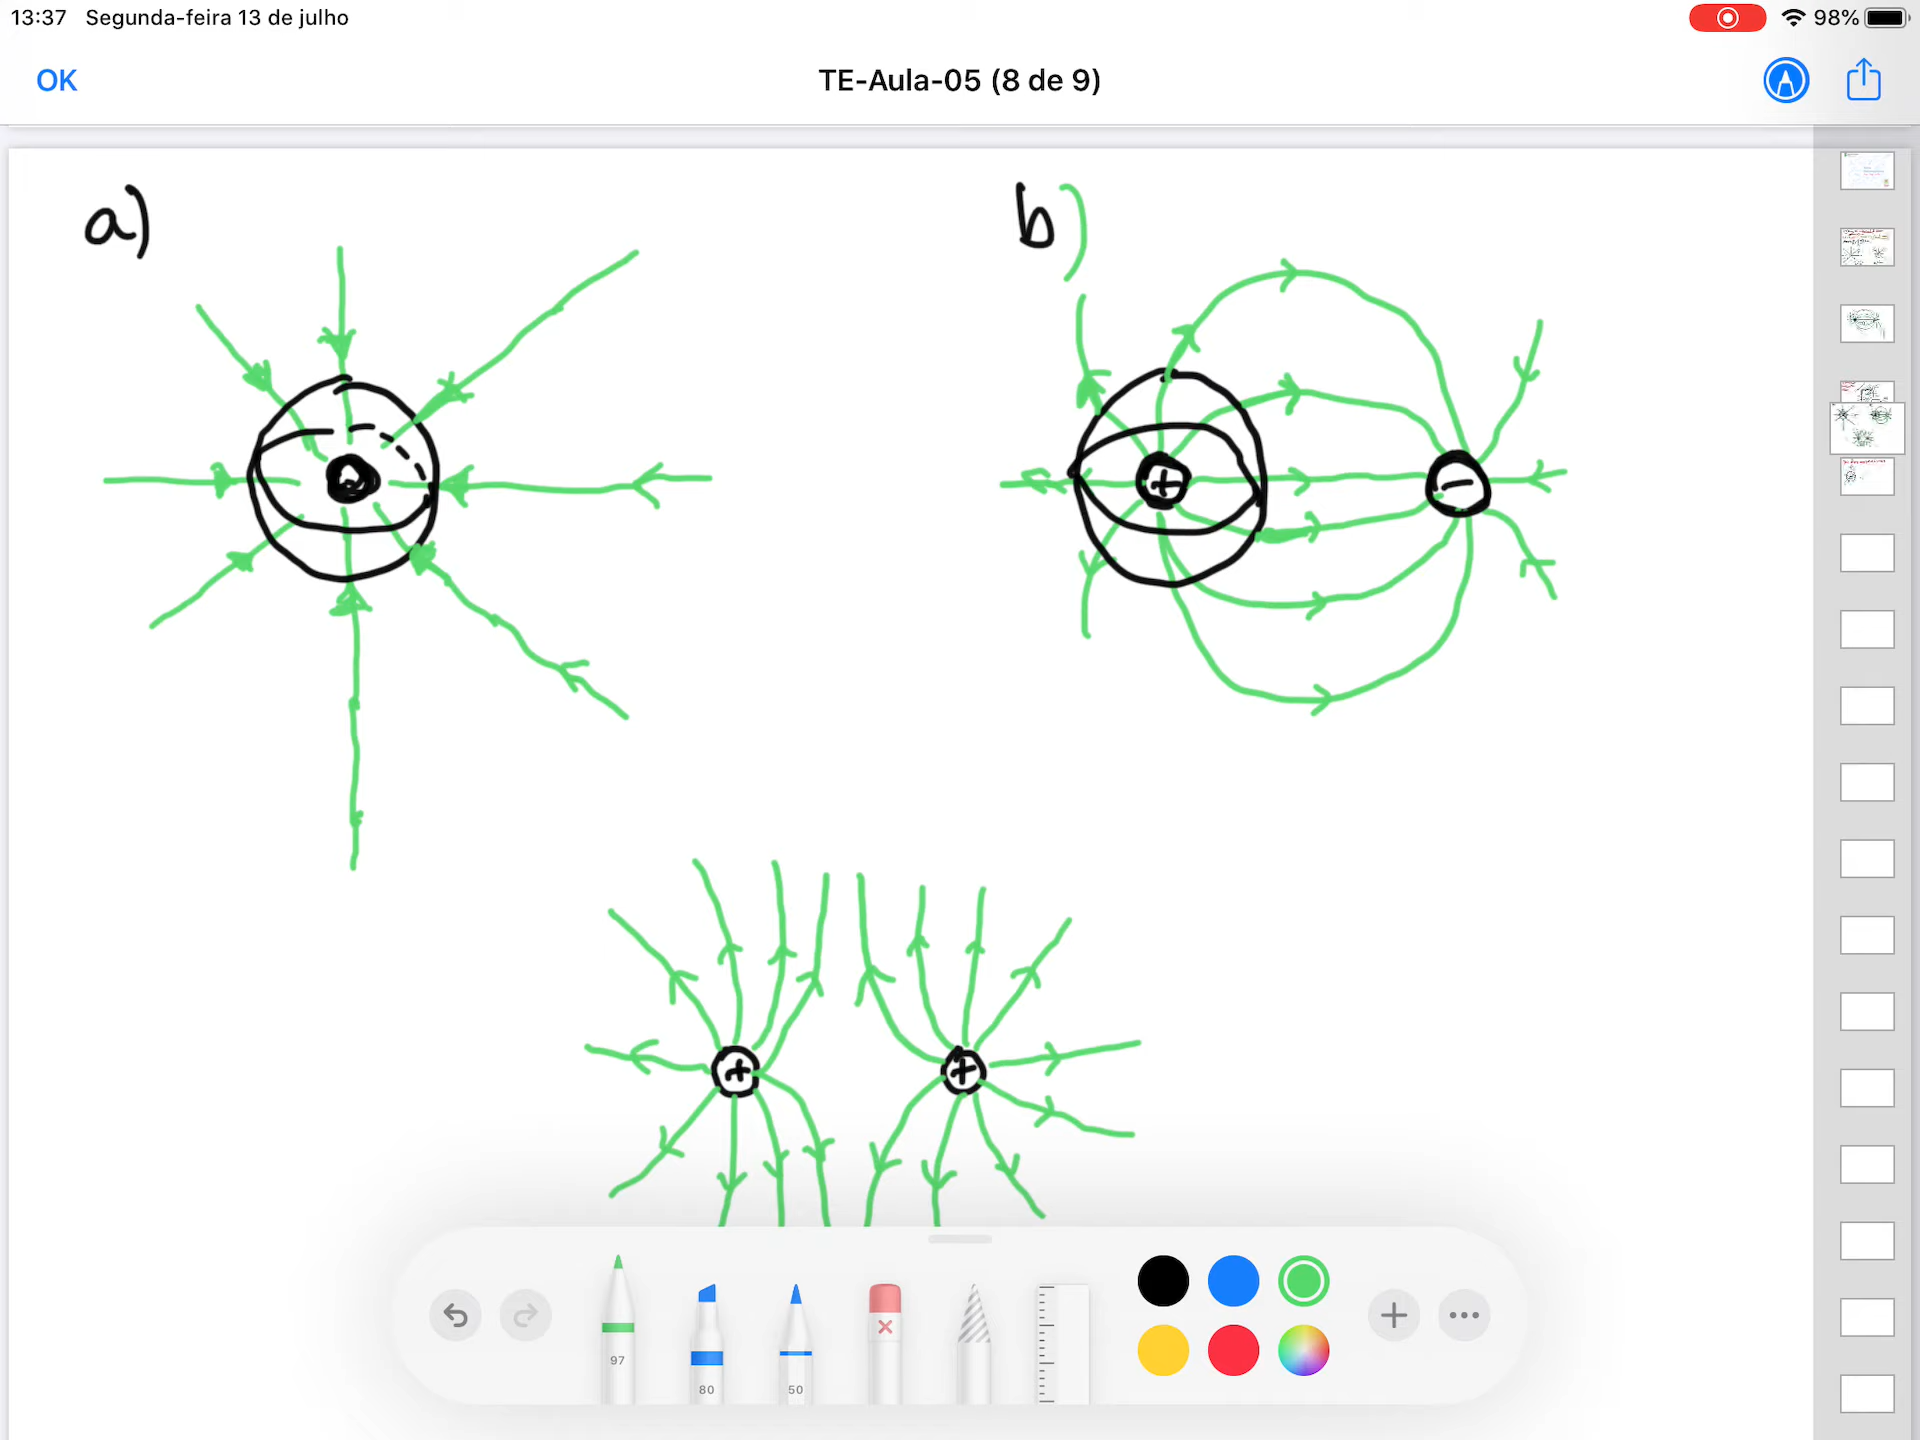 13:37 Segunda-feira 13 de julho 98%
OK TE-Aula-05 (8 de 9)
a) b)
+ −
+ +
97 80 50